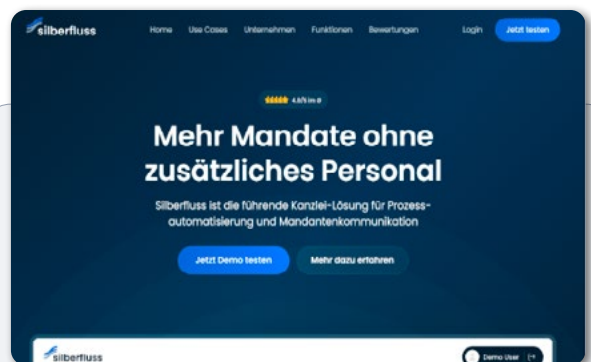 silberfluss
Home Use Cases Unternehmen Funktionen Bewertungen Login Jetzt testen
Mehr Mandate ohne
zusätzliches Personal
Silberfluss ist die führende Kanzlei-Lösung für Prozess-
automatisierung und Mandantenkommunikation
Jetzt Demo testen Mehr dazu erfahren
silberfluss Demo User